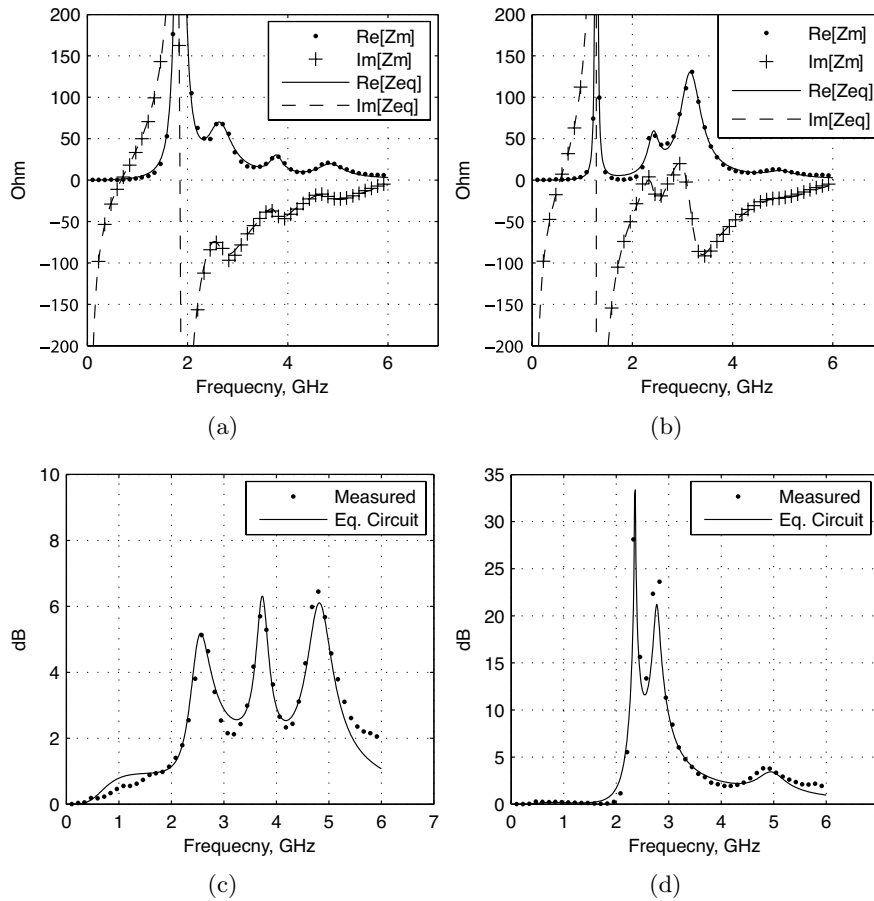 200
150
100
50
0
−50
−100
−150
−200
Ohm
0
2
4
6
Frequecny, GHz
Re[Zm]
Im[Zm]
Re[Zeq]
Im[Zeq]
(a)
200
150
100
50
0
−50
−100
−150
−200
Ohm
0
2
4
6
Frequecny, GHz
Re[Zm]
Im[Zm]
Re[Zeq]
Im[Zeq]
(b)
10
8
6
4
2
0
dB
0
1
2
3
4
5
6
7
Frequecny, GHz
Measured
Eq. Circuit
(c)
35
30
25
20
15
10
5
0
dB
0
1
2
3
4
5
6
7
Frequecny, GHz
Measured
Eq. Circuit
(d)